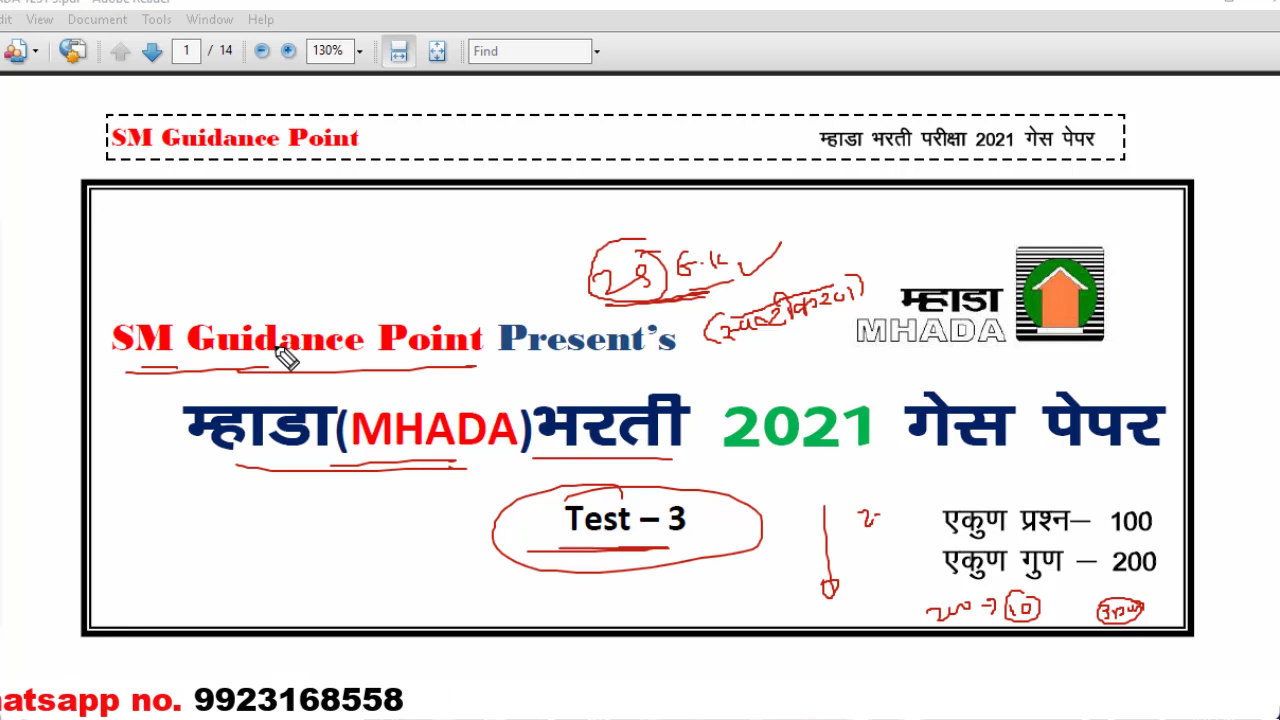 Edit View Document Tools Window Help
1 / 14 130% Find
SM Guidance Point म्हाडा भरती परीक्षा 2021 गेस पेपर
G.K
म्हाडा
MHADA
SM Guidance Point Present's
म्हाडा(MHADA)भरती 2021 गेस पेपर
Test – 3
एकुण प्रश्न– 100
एकुण गुण – 200
hatsapp no. 9923168558